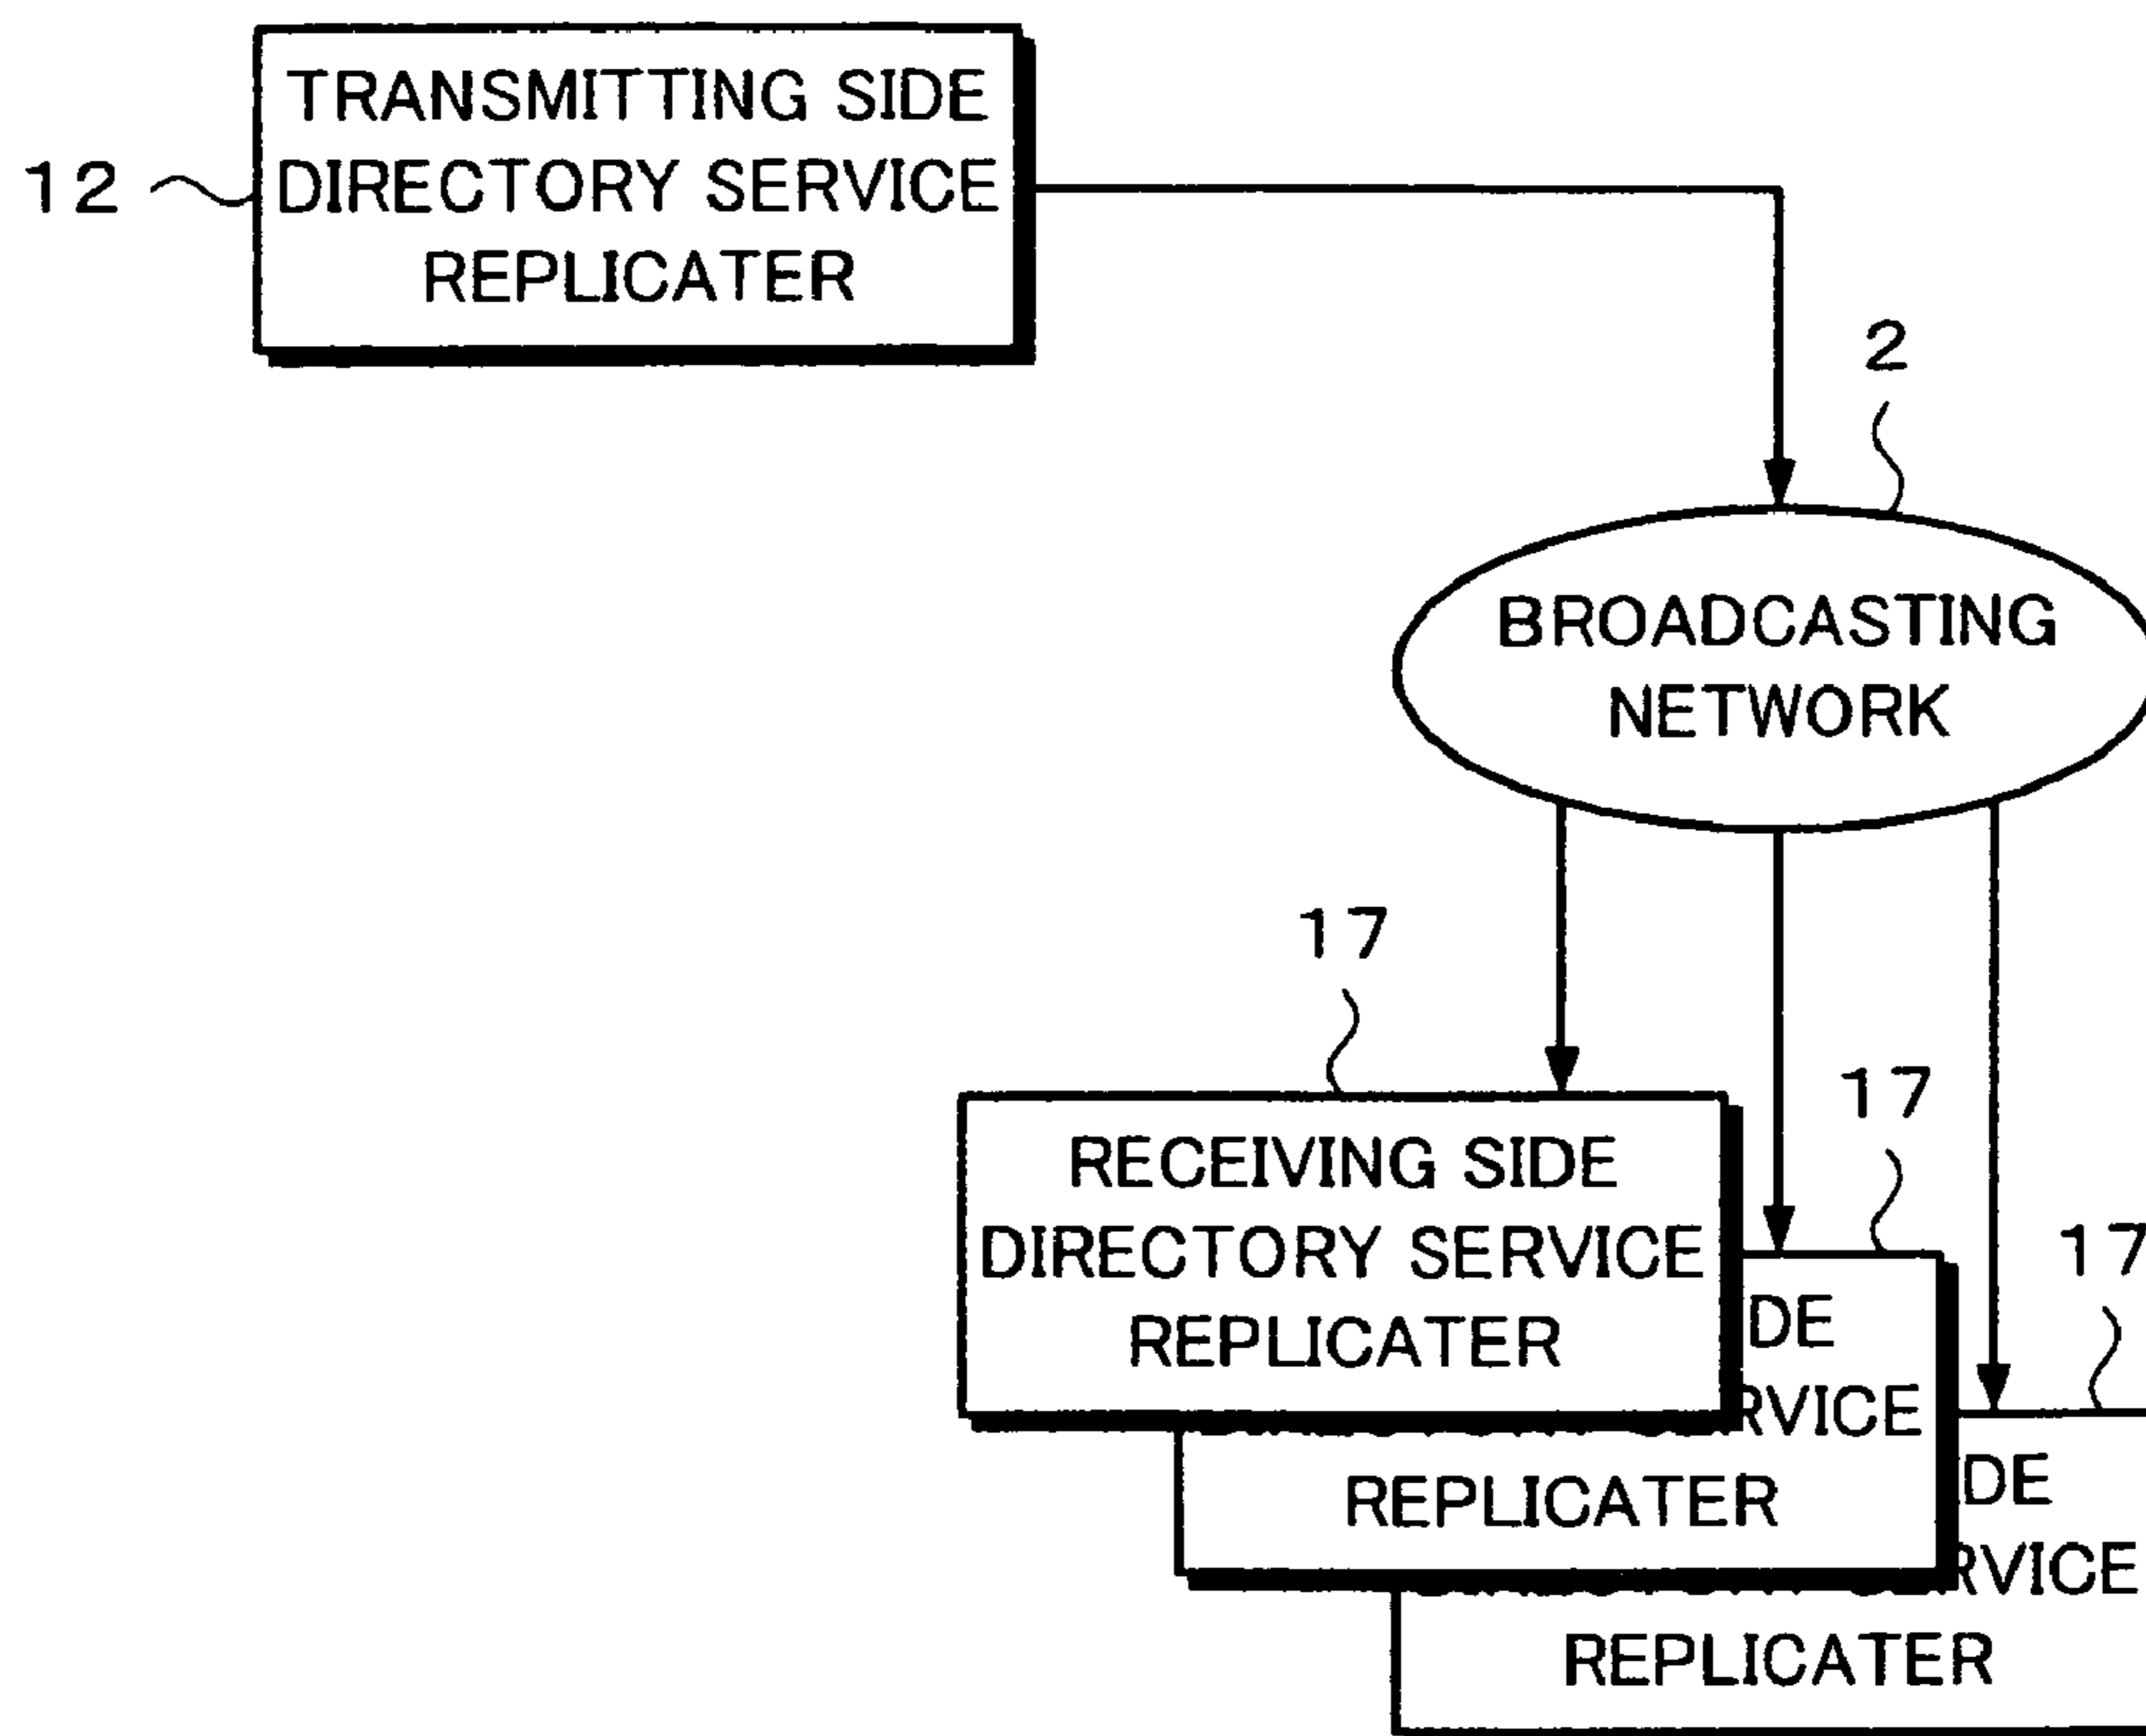 TRANSMITTING SIDE
DIRECTORY SERVICE
REPLICATER
12
2
BROADCASTING
NETWORK
17
RECEIVING SIDE
DIRECTORY SERVICE
REPLICATER
17
DE
RVICE
REPLICATER
17
DE
RVICE
REPLICATER